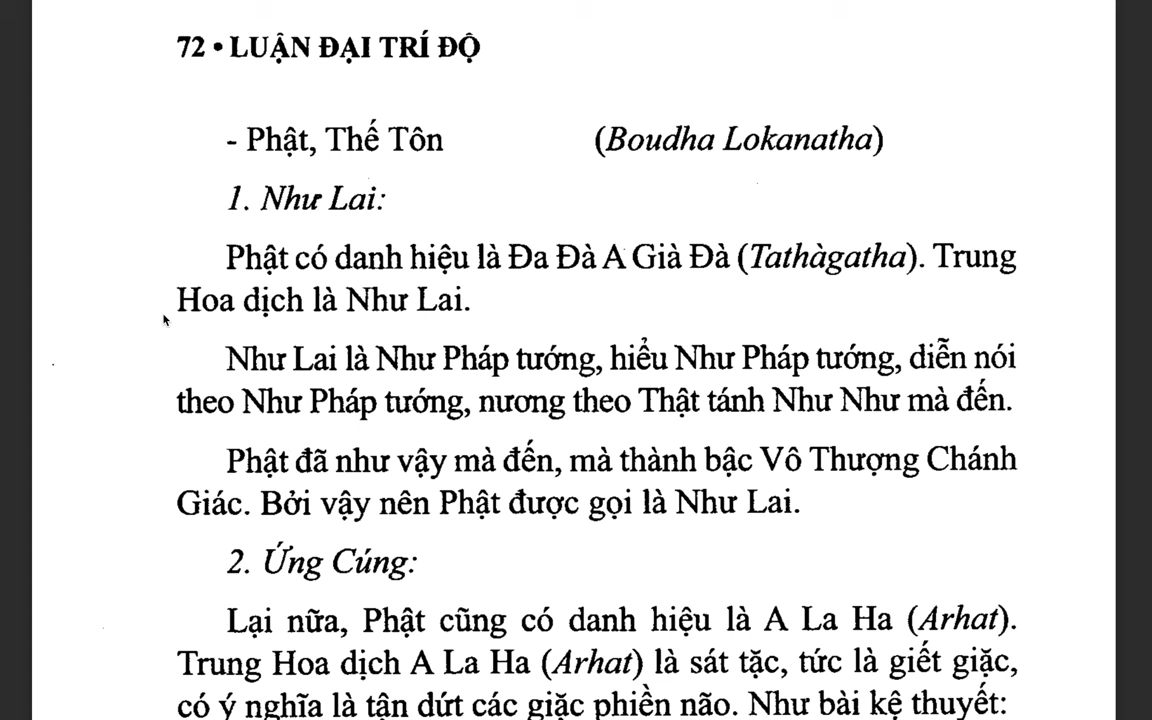 72 • LUẬN ĐẠI TRÍ ĐỘ
- Phật, Thế Tôn (Boudha Lokanatha)
1. Như Lai:
Phật có danh hiệu là Đa Đà A Già Đà (Tathàgatha). Trung
Hoa dịch là Như Lai.
Như Lai là Như Pháp tướng, hiểu Như Pháp tướng, diễn nói
theo Như Pháp tướng, nương theo Thật tánh Như Như mà đến.
Phật đã như vậy mà đến, mà thành bậc Vô Thượng Chánh
Giác. Bởi vậy nên Phật được gọi là Như Lai.
2. Ứng Cúng:
Lại nữa, Phật cũng có danh hiệu là A La Ha (Arhat).
Trung Hoa dịch A La Ha (Arhat) là sát tặc, tức là giết giặc,
có ý nghĩa là tận dứt các giặc phiền não. Như bài kệ thuyết: